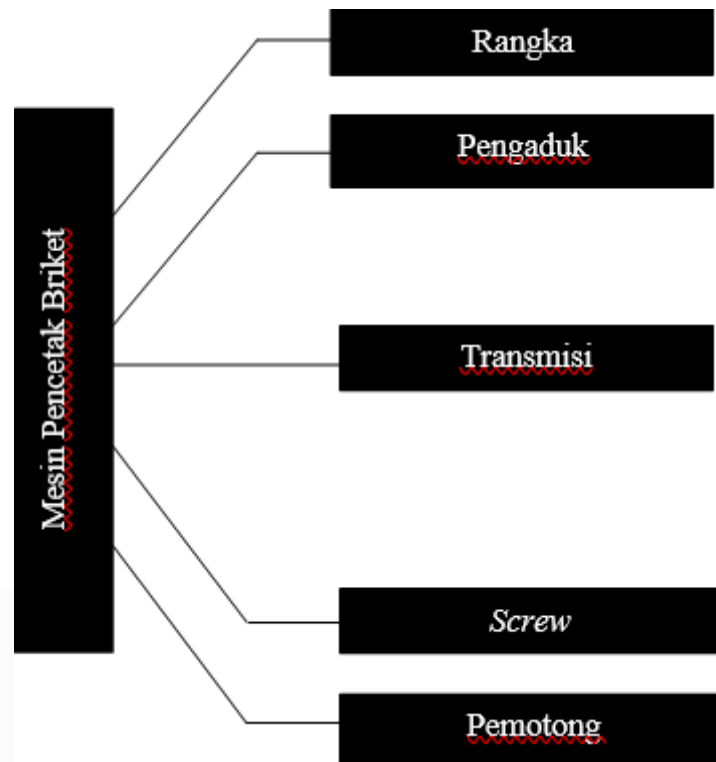 Mesin Pencetak Briket
Rangka
Pengaduk
Transmisi
Screw
Pemotong